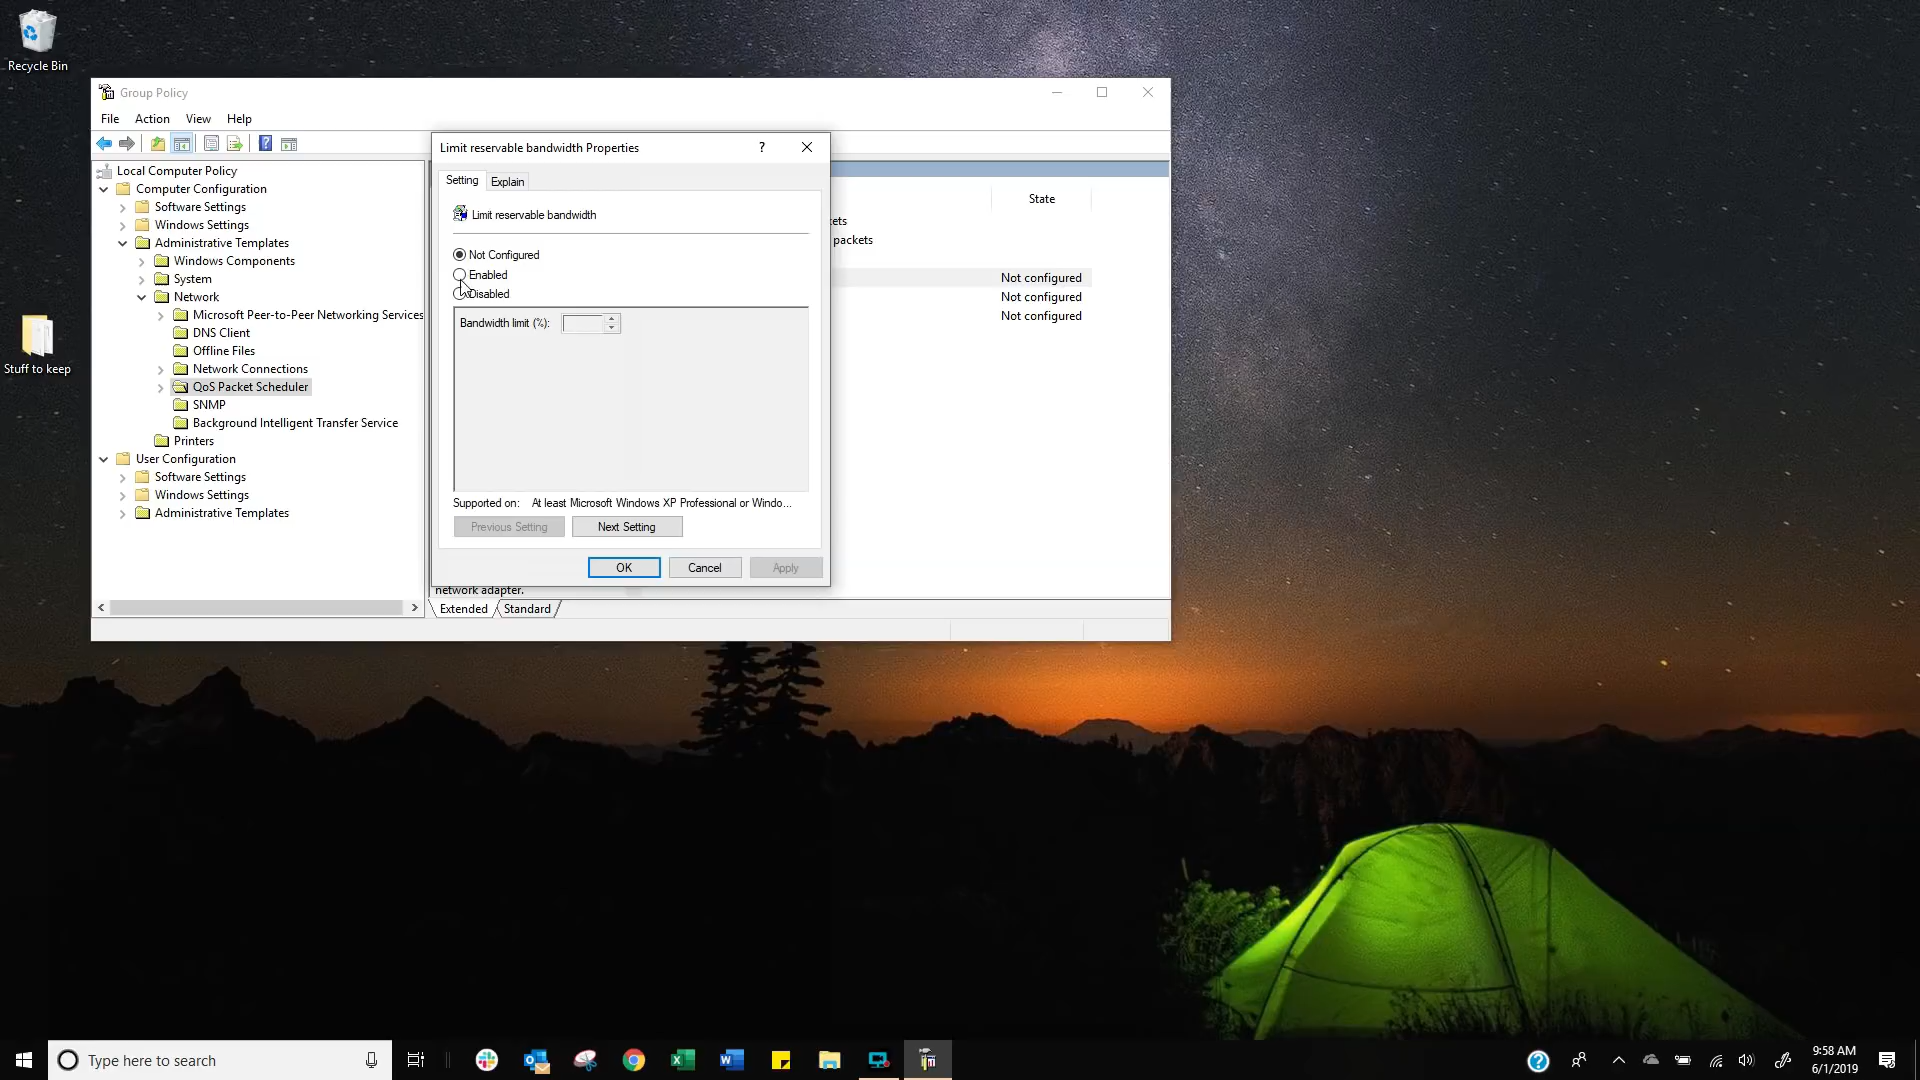 Recycle Bin
Stuff to keep
Group Policy
File Action View Help
Local Computer Policy
Computer Configuration
Software Settings
Windows Settings
Administrative Templates
Windows Components
System
Network
Microsoft Peer-to-Peer Networking Services
DNS Client
Offline Files
Network Connections
QoS Packet Scheduler
SNMP
Background Intelligent Transfer Service
Printers
User Configuration
Software Settings
Windows Settings
Administrative Templates
Limit reservable bandwidth Properties
Setting Explain
Limit reservable bandwidth
Not Configured
Enabled
Disabled
Bandwidth limit (%):
Supported on: At least Microsoft Windows XP Professional or Windo...
Previous Setting Next Setting
OK Cancel Apply
State
ets
packets
Not configured
Not configured
Not configured
network adapter.
Extended Standard
Type here to search
9:58 AM
6/1/2019